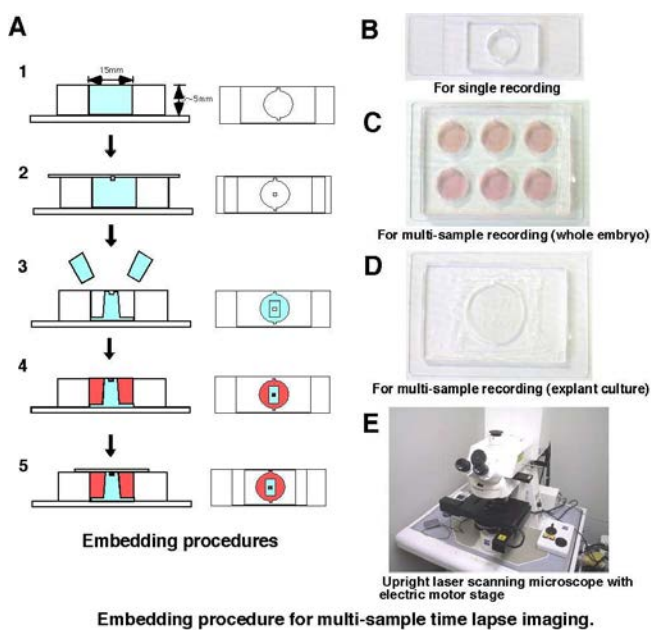 A
1
15mm
~5mm
2
3
4
5
Embedding procedures
B
For single recording
C
For multi-sample recording (whole embryo)
D
For multi-sample recording (explant culture)
E
Upright laser scanning microscope with
electric motor stage
Embedding procedure for multi-sample time lapse imaging.